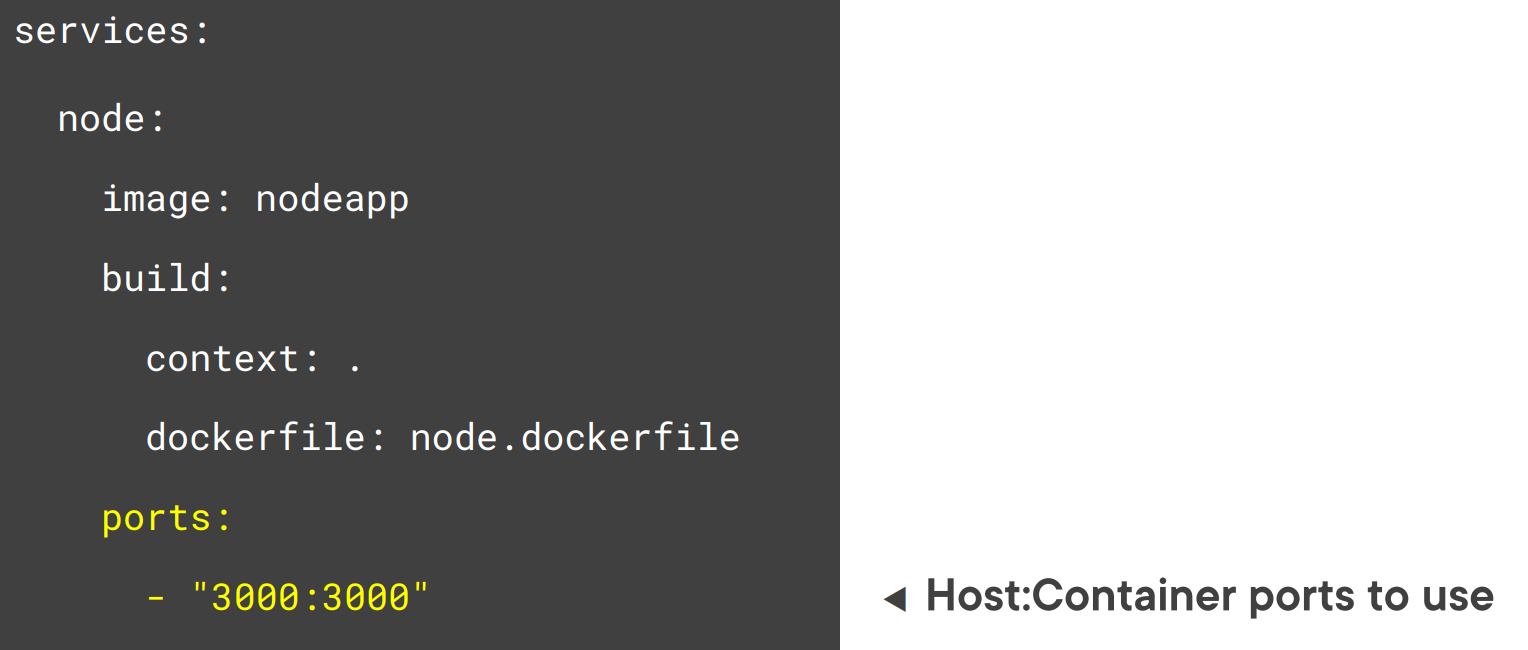 services:
node:
image: nodeapp
build:
context: .
dockerfile: node.dockerfile
ports:
- "3000:3000"
◄ Host:Container ports to use